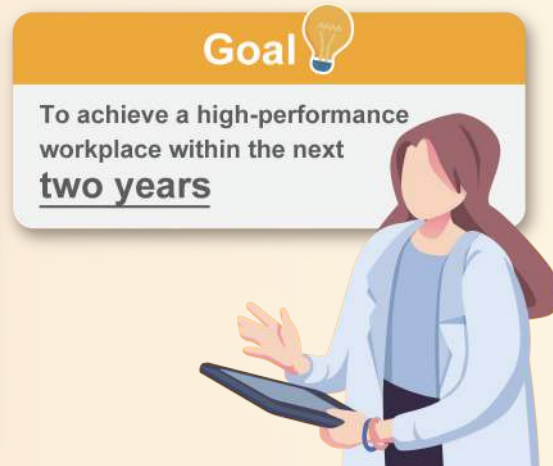 Goal
To achieve a high-performance
workplace within the next
two years